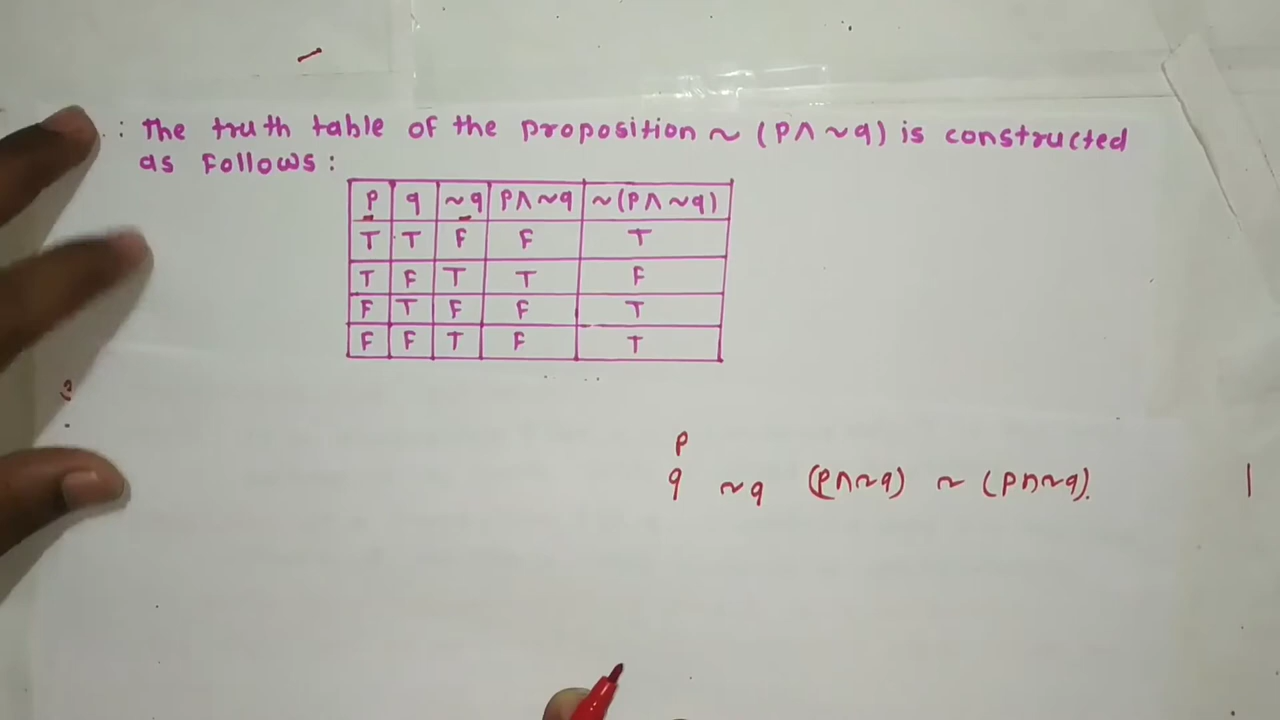 : The truth table of the proposition ~ (P∧ ~q) is constructed
as follows:
P q ~q P∧ ~q ~(P∧ ~q)
T T F F T
T F T T F
F T F F T
F F T F T
P
q ~q (P∧~q) ~ (P∧~q).